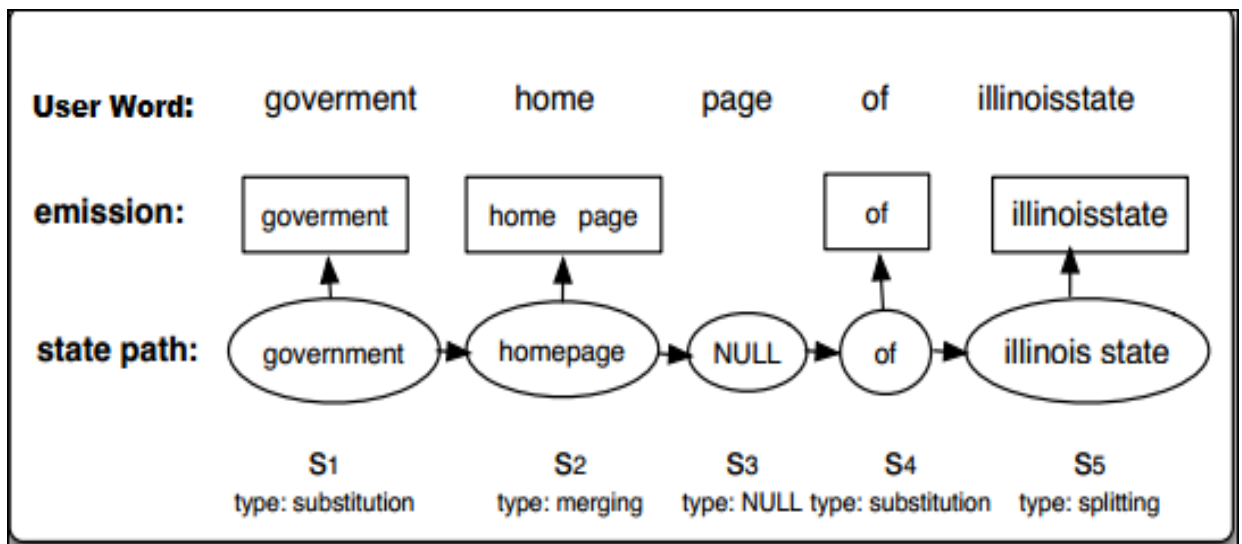 User Word: goverment home page of illinoisstate
emission: goverment home page of illinoisstate
state path: government homepage NULL of illinois state
S1 S2 S3 S4 S5
type: substitution type: merging type: NULL type: substitution type: splitting